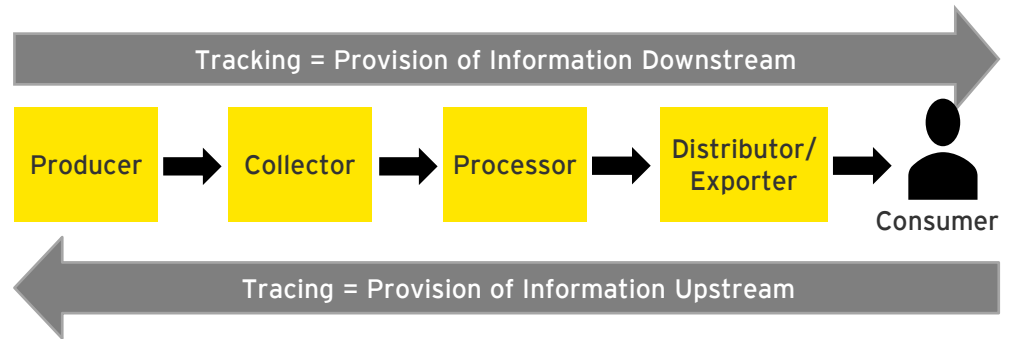 Tracking = Provision of Information Downstream
Producer
Collector
Processor
Distributor/
Exporter
Consumer
Tracing = Provision of Information Upstream